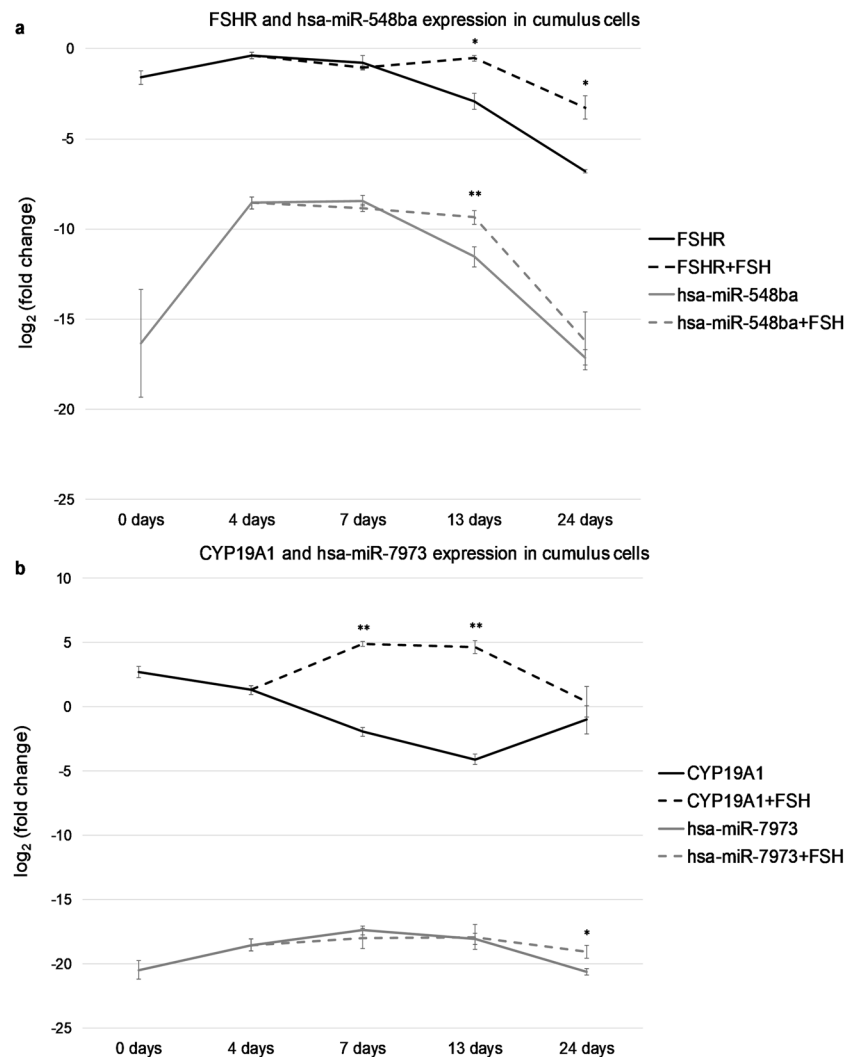 a
FSHR and hsa-miR-548ba expression in cumulus cells
log₂ (fold change)
0
-5
-10
-15
-20
-25
*
*
**
0 days 4 days 7 days 13 days 24 days
FSHR
FSHR+FSH
hsa-miR-548ba
hsa-miR-548ba+FSH
b
CYP19A1 and hsa-miR-7973 expression in cumulus cells
log₂ (fold change)
10
5
0
-5
-10
-15
-20
-25
** **
*
0 days 4 days 7 days 13 days 24 days
CYP19A1
CYP19A1+FSH
hsa-miR-7973
hsa-miR-7973+FSH